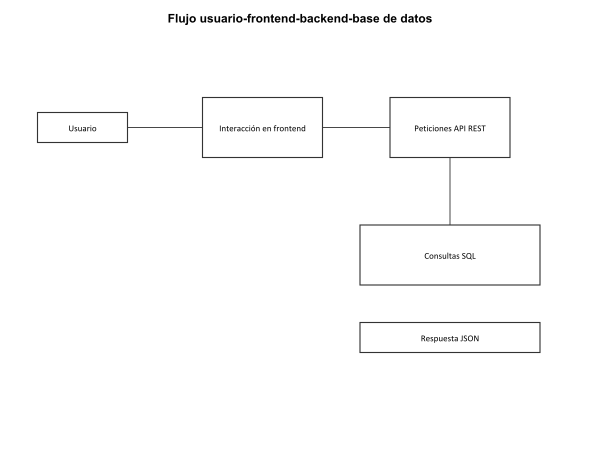 Flujo usuario-frontend-backend-base de datos
Usuario
Interacción en frontend
Peticiones API REST
Consultas SQL
Respuesta JSON